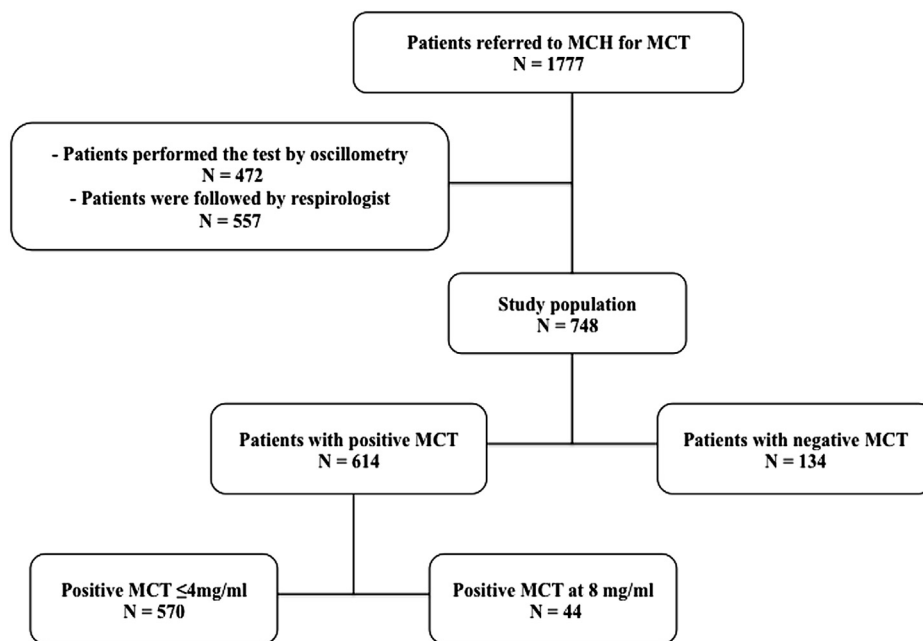 Patients referred to MCH for MCT
N = 1777
- Patients performed the test by oscillometry
N = 472
- Patients were followed by respirologist
N = 557
Study population
N = 748
Patients with positive MCT
N = 614
Patients with negative MCT
N = 134
Positive MCT ≤4mg/ml
N = 570
Positive MCT at 8 mg/ml
N = 44